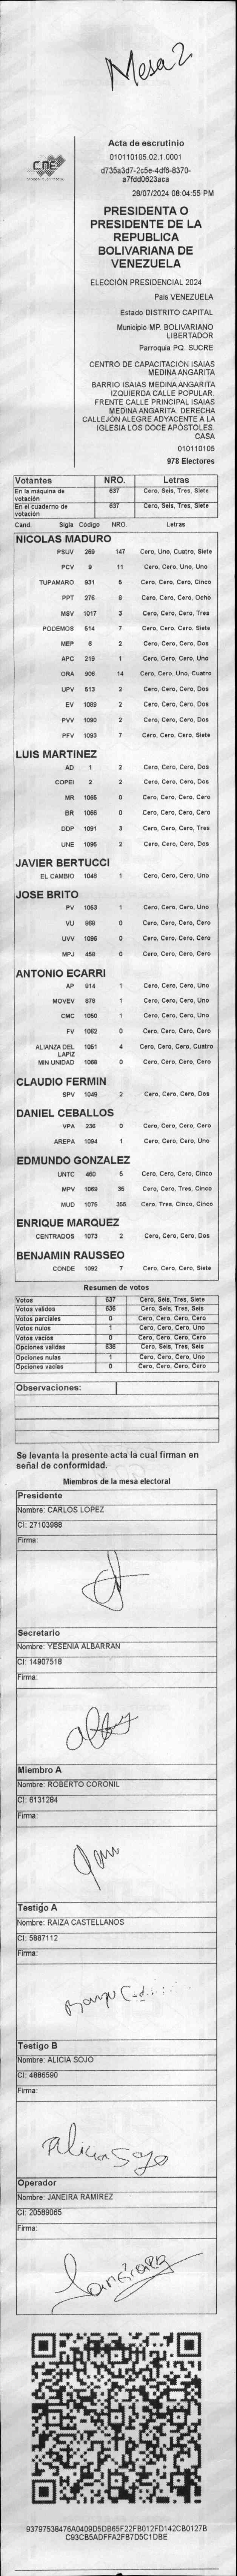 Mesa 2
CNE
Acta de escrutinio
010110105.02.1.0001
d735a3d7-2c5e-4df6-8370-
a7fdd0623aca
28/07/2024 08:04:55 PM
PRESIDENTA O
PRESIDENTE DE LA
REPUBLICA
BOLIVARIANA DE
VENEZUELA
ELECCIÓN PRESIDENCIAL 2024
Pais VENEZUELA
Estado DISTRITO CAPITAL
Municipio MP. BOLIVARIANO
LIBERTADOR
Parroquia PQ. SUCRE
CENTRO DE CAPACITACIÓN ISAIAS
MEDINA ANGARITA
BARRIO ISAIAS MEDINA ANGARITA
IZQUIERDA CALLE POPULAR.
FRENTE CALLE PRINCIPAL ISAIAS
MEDINA ANGARITA. DERECHA
CALLEJÓN ALEGRE ADYACENTE A LA
IGLESIA LOS DOCE APOSTOLES.
CASA
010110105
978 Electores
Votantes NRO. Letras
En la máquina de votación 637 Cero, Seis, Tres, Siete
En el cuaderno de votación 637 Cero, Seis, Tres, Siete
Cand. Sigla Código NRO. Letras
NICOLAS MADURO
PSUV 269 147 Cero, Uno, Cuatro, Siete
PCV 9 11 Cero, Cero, Uno, Uno
TUPAMARO 931 5 Cero, Cero, Cero, Cinco
PPT 276 8 Cero, Cero, Cero, Ocho
MSV 1017 3 Cero, Cero, Cero, Tres
PODEMOS 514 7 Cero, Cero, Cero, Siete
MEP 6 2 Cero, Cero, Cero, Dos
APC 219 1 Cero, Cero, Cero, Uno
ORA 906 14 Cero, Cero, Uno, Cuatro
UPV 513 2 Cero, Cero, Cero, Dos
EV 1089 2 Cero, Cero, Cero, Dos
PVV 1090 2 Cero, Cero, Cero, Dos
PFV 1093 7 Cero, Cero, Cero, Siete
LUIS MARTINEZ
AD 1 2 Cero, Cero, Cero, Dos
COPEI 2 2 Cero, Cero, Cero, Dos
MR 1065 0 Cero, Cero, Cero, Cero
BR 1066 0 Cero, Cero, Cero, Cero
DDP 1091 3 Cero, Cero, Cero, Tres
UNE 1095 2 Cero, Cero, Cero, Dos
JAVIER BERTUCCI
EL CAMBIO 1046 1 Cero, Cero, Cero, Uno
JOSE BRITO
PV 1053 1 Cero, Cero, Cero, Uno
VU 968 0 Cero, Cero, Cero, Cero
UVV 1096 0 Cero, Cero, Cero, Cero
MPJ 458 0 Cero, Cero, Cero, Cero
ANTONIO ECARRI
AP 914 1 Cero, Cero, Cero, Uno
MOVEV 878 1 Cero, Cero, Cero, Uno
CMC 1050 1 Cero, Cero, Cero, Uno
FV 1062 0 Cero, Cero, Cero, Cero
ALIANZA DEL LAPIZ 1051 4 Cero, Cero, Cero, Cuatro
MIN UNIDAD 1068 0 Cero, Cero, Cero, Cero
CLAUDIO FERMIN
SPV 1049 2 Cero, Cero, Cero, Dos
DANIEL CEBALLOS
VPA 236 0 Cero, Cero, Cero, Cero
AREPA 1094 1 Cero, Cero, Cero, Uno
EDMUNDO GONZALEZ
UNTC 460 5 Cero, Cero, Cero, Cinco
MPV 1069 35 Cero, Cero, Tres, Cinco
MUD 1075 355 Cero, Tres, Cinco, Cinco
ENRIQUE MARQUEZ
CENTRADOS 1073 2 Cero, Cero, Cero, Dos
BENJAMIN RAUSSEO
CONDE 1092 7 Cero, Cero, Cero, Siete
Resumen de votos
Votos 637 Cero, Seis, Tres, Siete
Votos validos 636 Cero, Seis, Tres, Seis
Votos parciales 0 Cero, Cero, Cero, Cero
Votos nulos 1 Cero, Cero, Cero, Uno
Votos vacios 0 Cero, Cero, Cero, Cero
Opciones validas 636 Cero, Seis, Tres, Seis
Opciones nulas 1 Cero, Cero, Cero, Uno
Opciones vacias 0 Cero, Cero, Cero, Cero
Observaciones:
Se levanta la presente acta la cual firman en
señal de conformidad.
Miembros de la mesa electoral
Presidente
Nombre: CARLOS LOPEZ
CI: 27103986
Firma:
Secretario
Nombre: YESENIA ALBARRAN
CI: 14907518
Firma:
Miembro A
Nombre: ROBERTO CORONIL
CI: 6131284
Firma:
Testigo A
Nombre: RAIZA CASTELLANOS
CI: 5887112
Firma:
Testigo B
Nombre: ALICIA SOJO
CI: 4886590
Firma:
Alicia Sojo
Operador
Nombre: JANEIRA RAMIREZ
CI: 20589065
Firma:
93797538476A0409D5DB65F22FB012FD142CB0127B
C93CB5ADFFA2FB7D5C1DBE